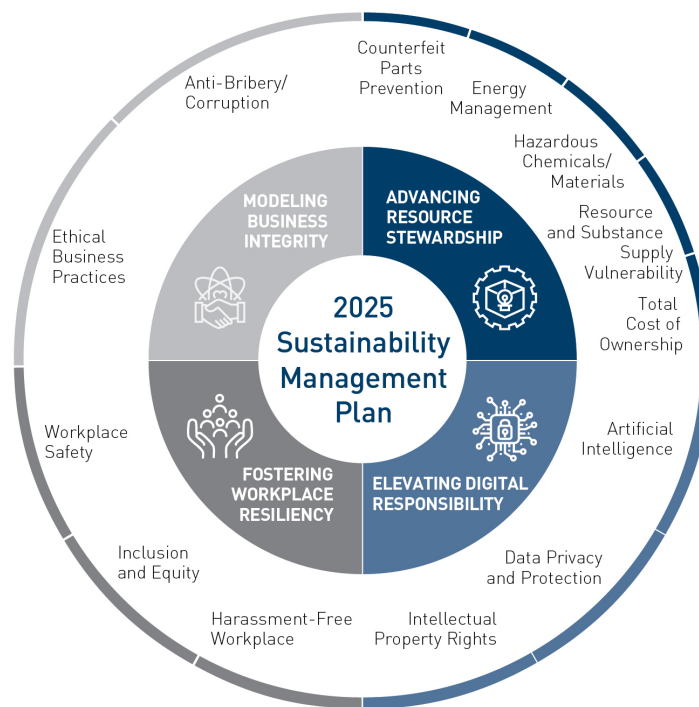 Counterfeit
Parts
Prevention
Energy
Management
Hazardous
Chemicals/
Materials
Resource
and Substance
Supply
Vulnerability
Total
Cost of
Ownership
Artificial
Intelligence
Data Privacy
and Protection
Intellectual
Property Rights
Harassment-Free
Workplace
Inclusion
and Equity
Workplace
Safety
Ethical
Business
Practices
Anti-Bribery/
Corruption
MODELING
BUSINESS
INTEGRITY
ADVANCING
RESOURCE
STEWARDSHIP
2025
Sustainability
Management
Plan
FOSTERING
WORKPLACE
RESILIENCY
ELEVATING DIGITAL
RESPONSIBILITY